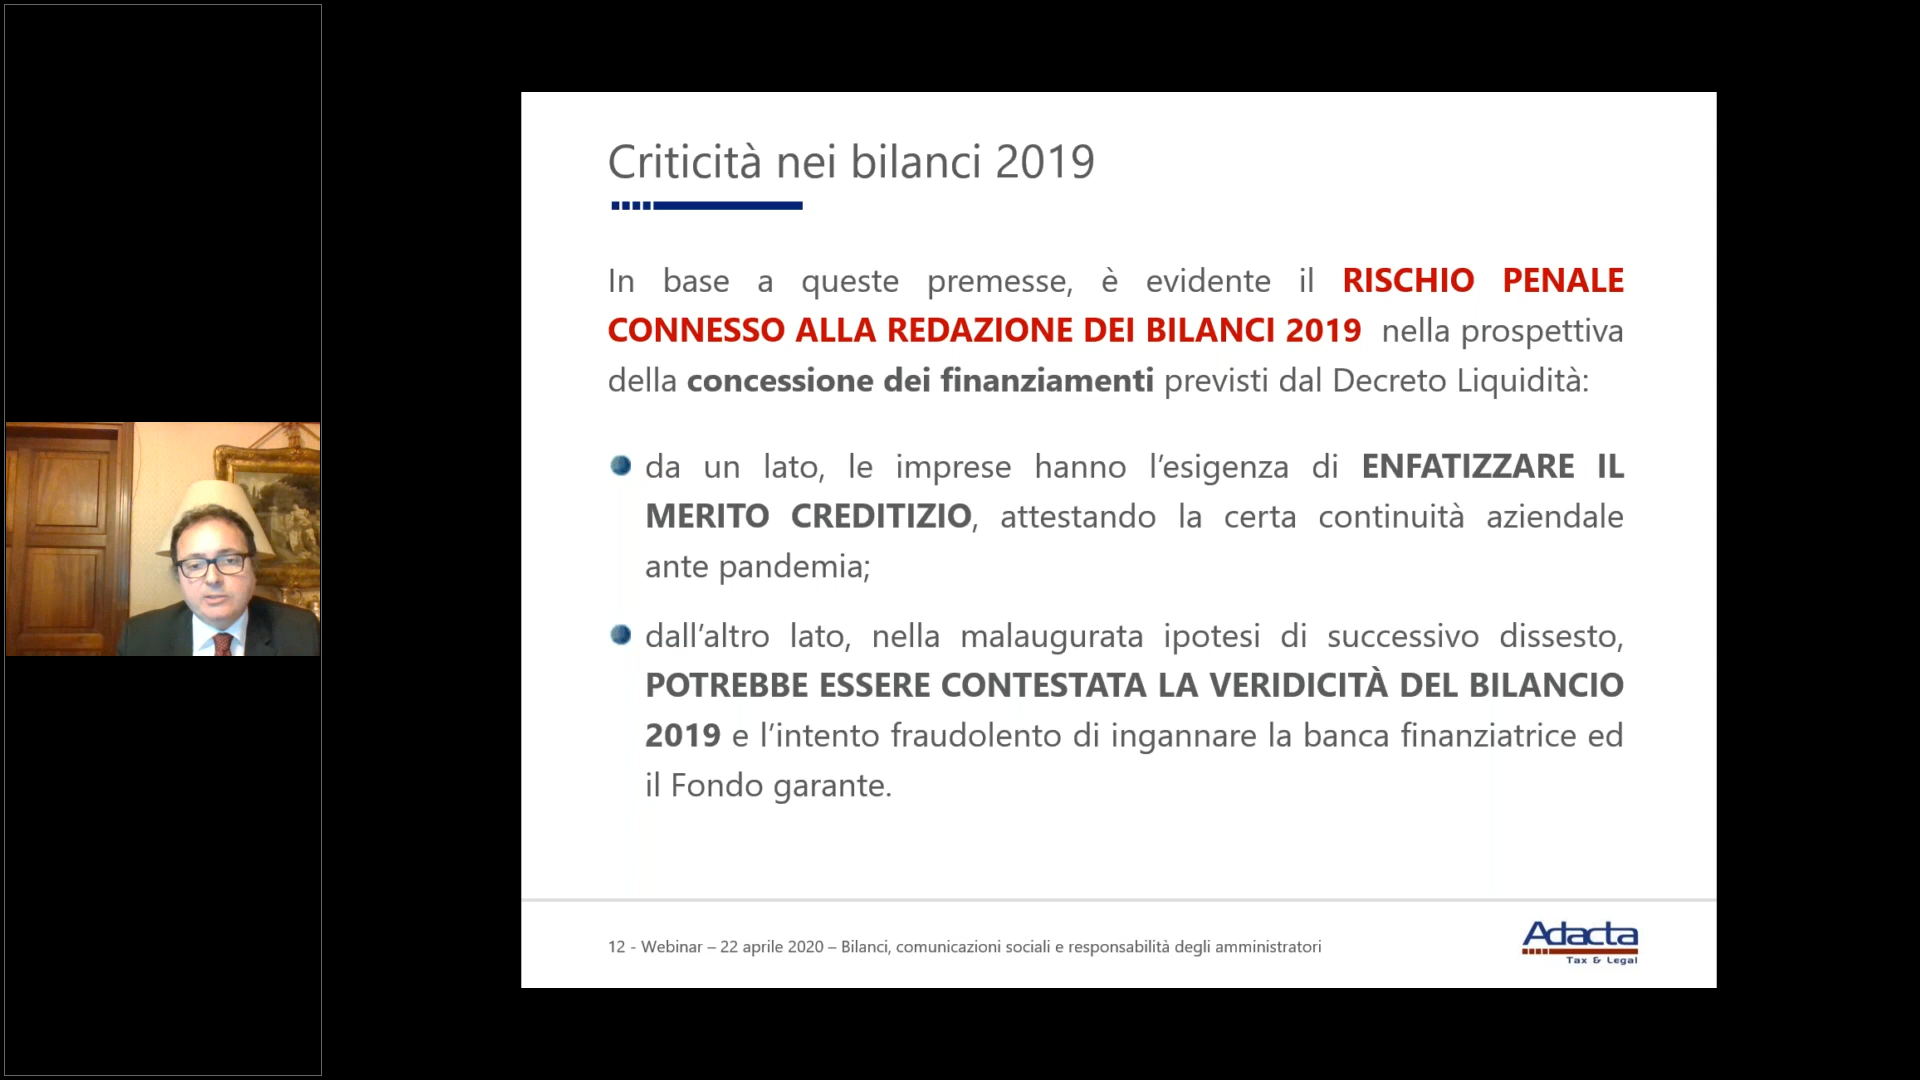 Criticità nei bilanci 2019
In base a queste premesse, è evidente il RISCHIO PENALE
CONNESSO ALLA REDAZIONE DEI BILANCI 2019 nella prospettiva
della concessione dei finanziamenti previsti dal Decreto Liquidità:
da un lato, le imprese hanno l’esigenza di ENFATIZZARE IL
MERITO CREDITIZIO, attestando la certa continuità aziendale
ante pandemia;
dall’altro lato, nella malaugurata ipotesi di successivo dissesto,
POTREBBE ESSERE CONTESTATA LA VERIDICITÀ DEL BILANCIO
2019 e l’intento fraudolento di ingannare la banca finanziatrice ed
il Fondo garante.
12 - Webinar – 22 aprile 2020 – Bilanci, comunicazioni sociali e responsabilità degli amministratori
Adacta
Tax & Legal